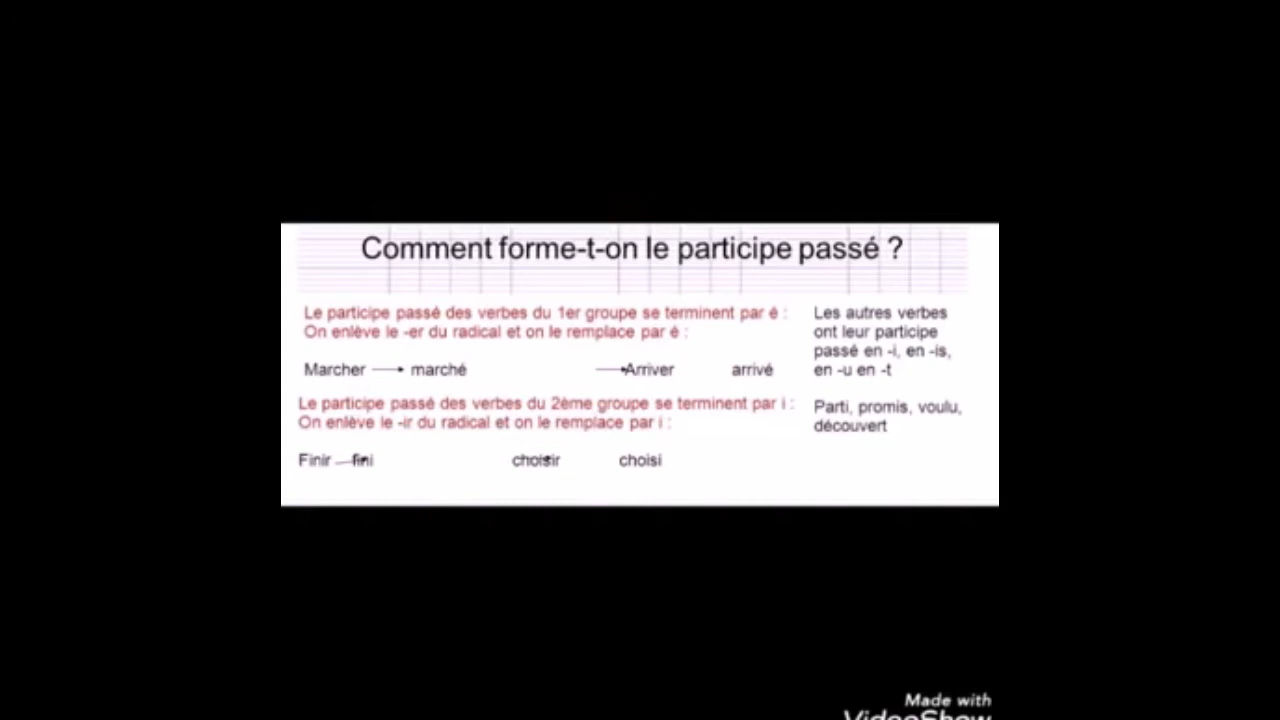 Comment forme-t-on le participe passé ?
Le participe passé des verbes du 1er groupe se terminent par é :
On enlève le -er du radical et on le remplace par é :
Marcher → marché → Arriver arrivé
Le participe passé des verbes du 2ème groupe se terminent par i :
On enlève le -ir du radical et on le remplace par i :
Finir → fini choisir choisi
Les autres verbes
ont leur participe
passé en -i, en -is,
en -u en -t
Parti, promis, voulu,
découvert
Made with
VideoShow